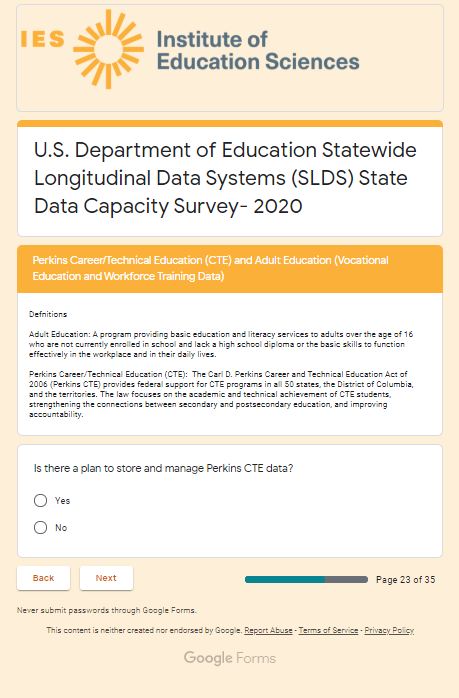 IES Institute of
Education Sciences
U.S. Department of Education Statewide
Longitudinal Data Systems (SLDS) State
Data Capacity Survey- 2020
Perkins Career/Technical Education (CTE) and Adult Education (Vocational
Education and Workforce Training Data)
Defnitions
Adult Education: A program providing basic education and literacy services to adults over the age of 16
who are not currently enrolled in school and lack a high school diploma or the basic skills to function
effectively in the workplace and in their daily lives.
Perkins Career/Technical Education (CTE): The Carl D. Perkins Career and Technical Education Act of
2006 (Perkins CTE) provides federal support for CTE programs in all 50 states, the District of Columbia,
and the territories. The law focuses on the academic and technical achievement of CTE students,
strengthening the connections between secondary and postsecondary education, and improving
accountability.
Is there a plan to store and manage Perkins CTE data?
Yes
No
Back Next Page 23 of 35
Never submit passwords through Google Forms.
This content is neither created nor endorsed by Google. Report Abuse - Terms of Service - Privacy Policy
Google Forms